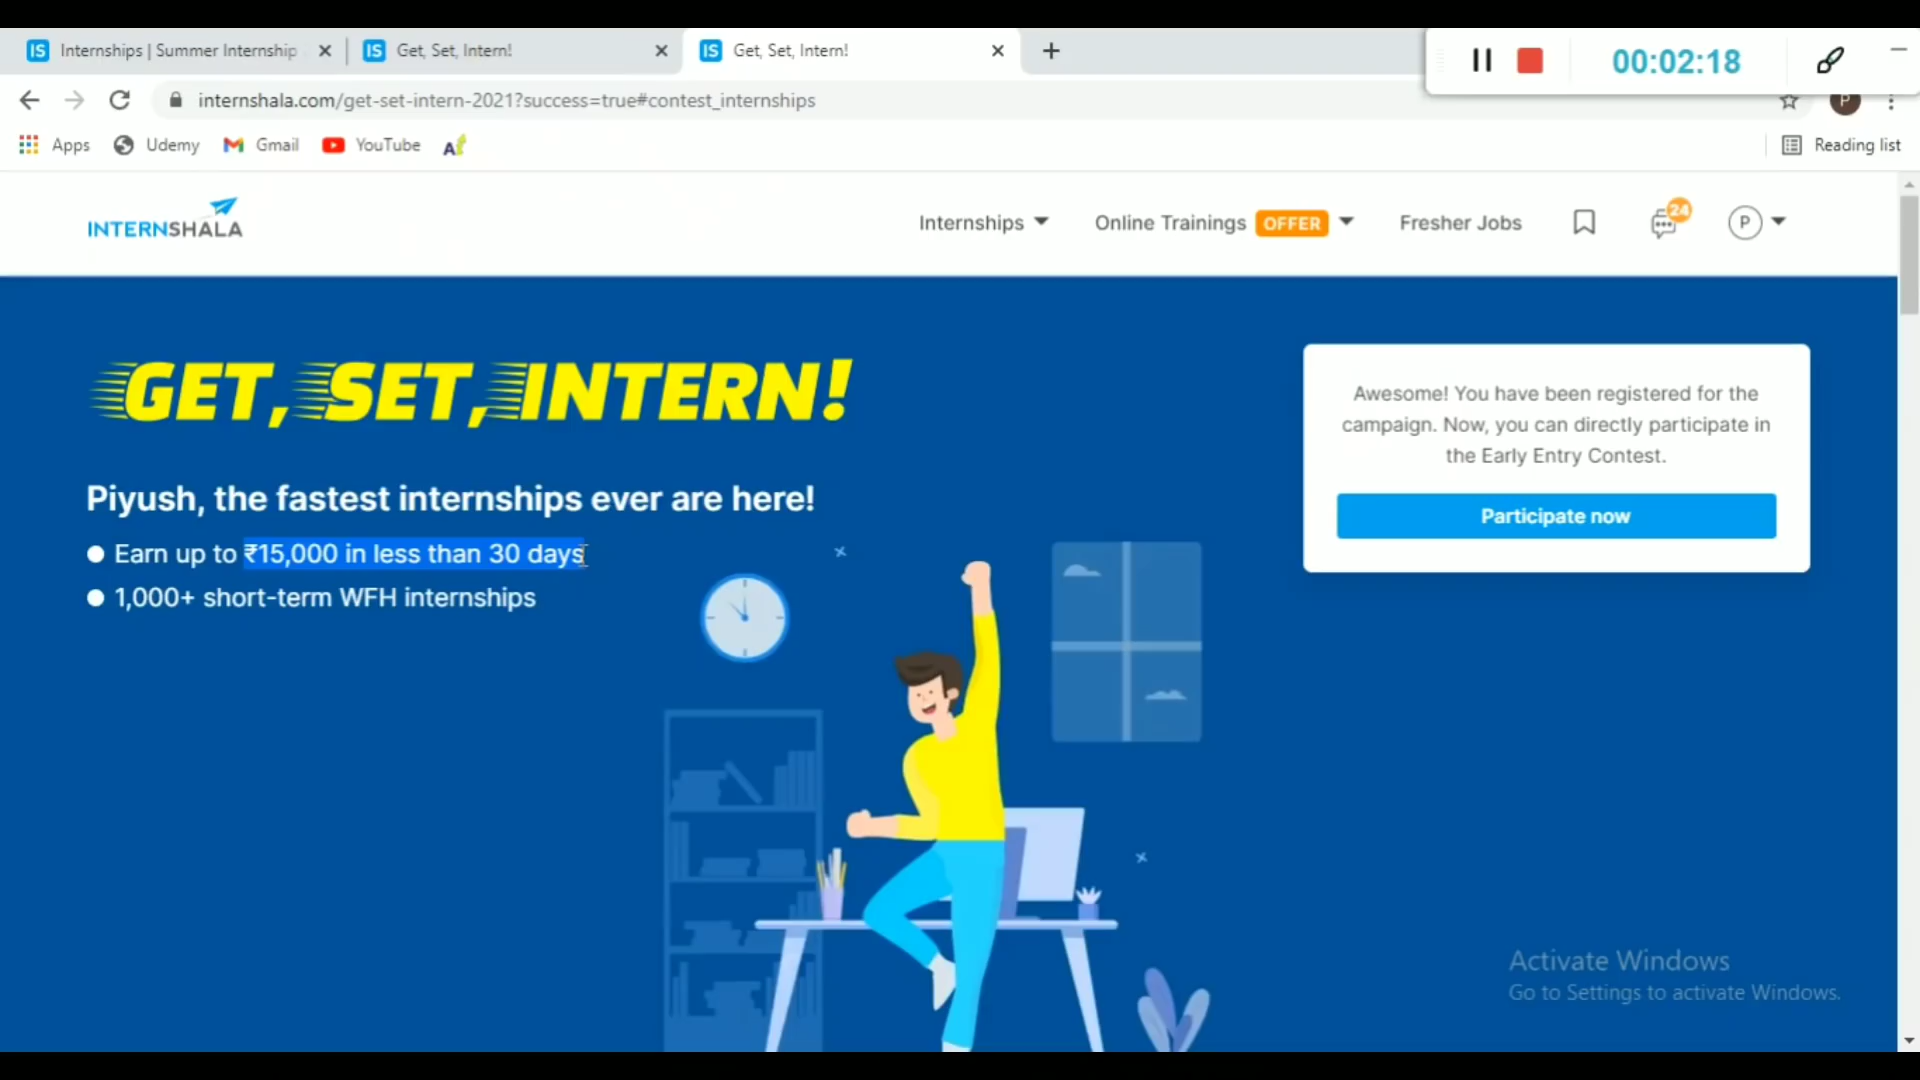 IS Internships | Summer Internship
IS Get, Set, Intern!
IS Get, Set, Intern!
00:02:18
internshala.com/get-set-intern-2021?success=true#contest_internships
P
Apps
Udemy
Gmail
YouTube
Reading list
INTERNSHALA
Internships
Online Trainings OFFER
Fresher Jobs
24
P
GET, SET, INTERN!
Piyush, the fastest internships ever are here!
Earn up to ₹15,000 in less than 30 days
1,000+ short-term WFH internships
Awesome! You have been registered for the
campaign. Now, you can directly participate in
the Early Entry Contest.
Participate now
Activate Windows
Go to Settings to activate Windows.